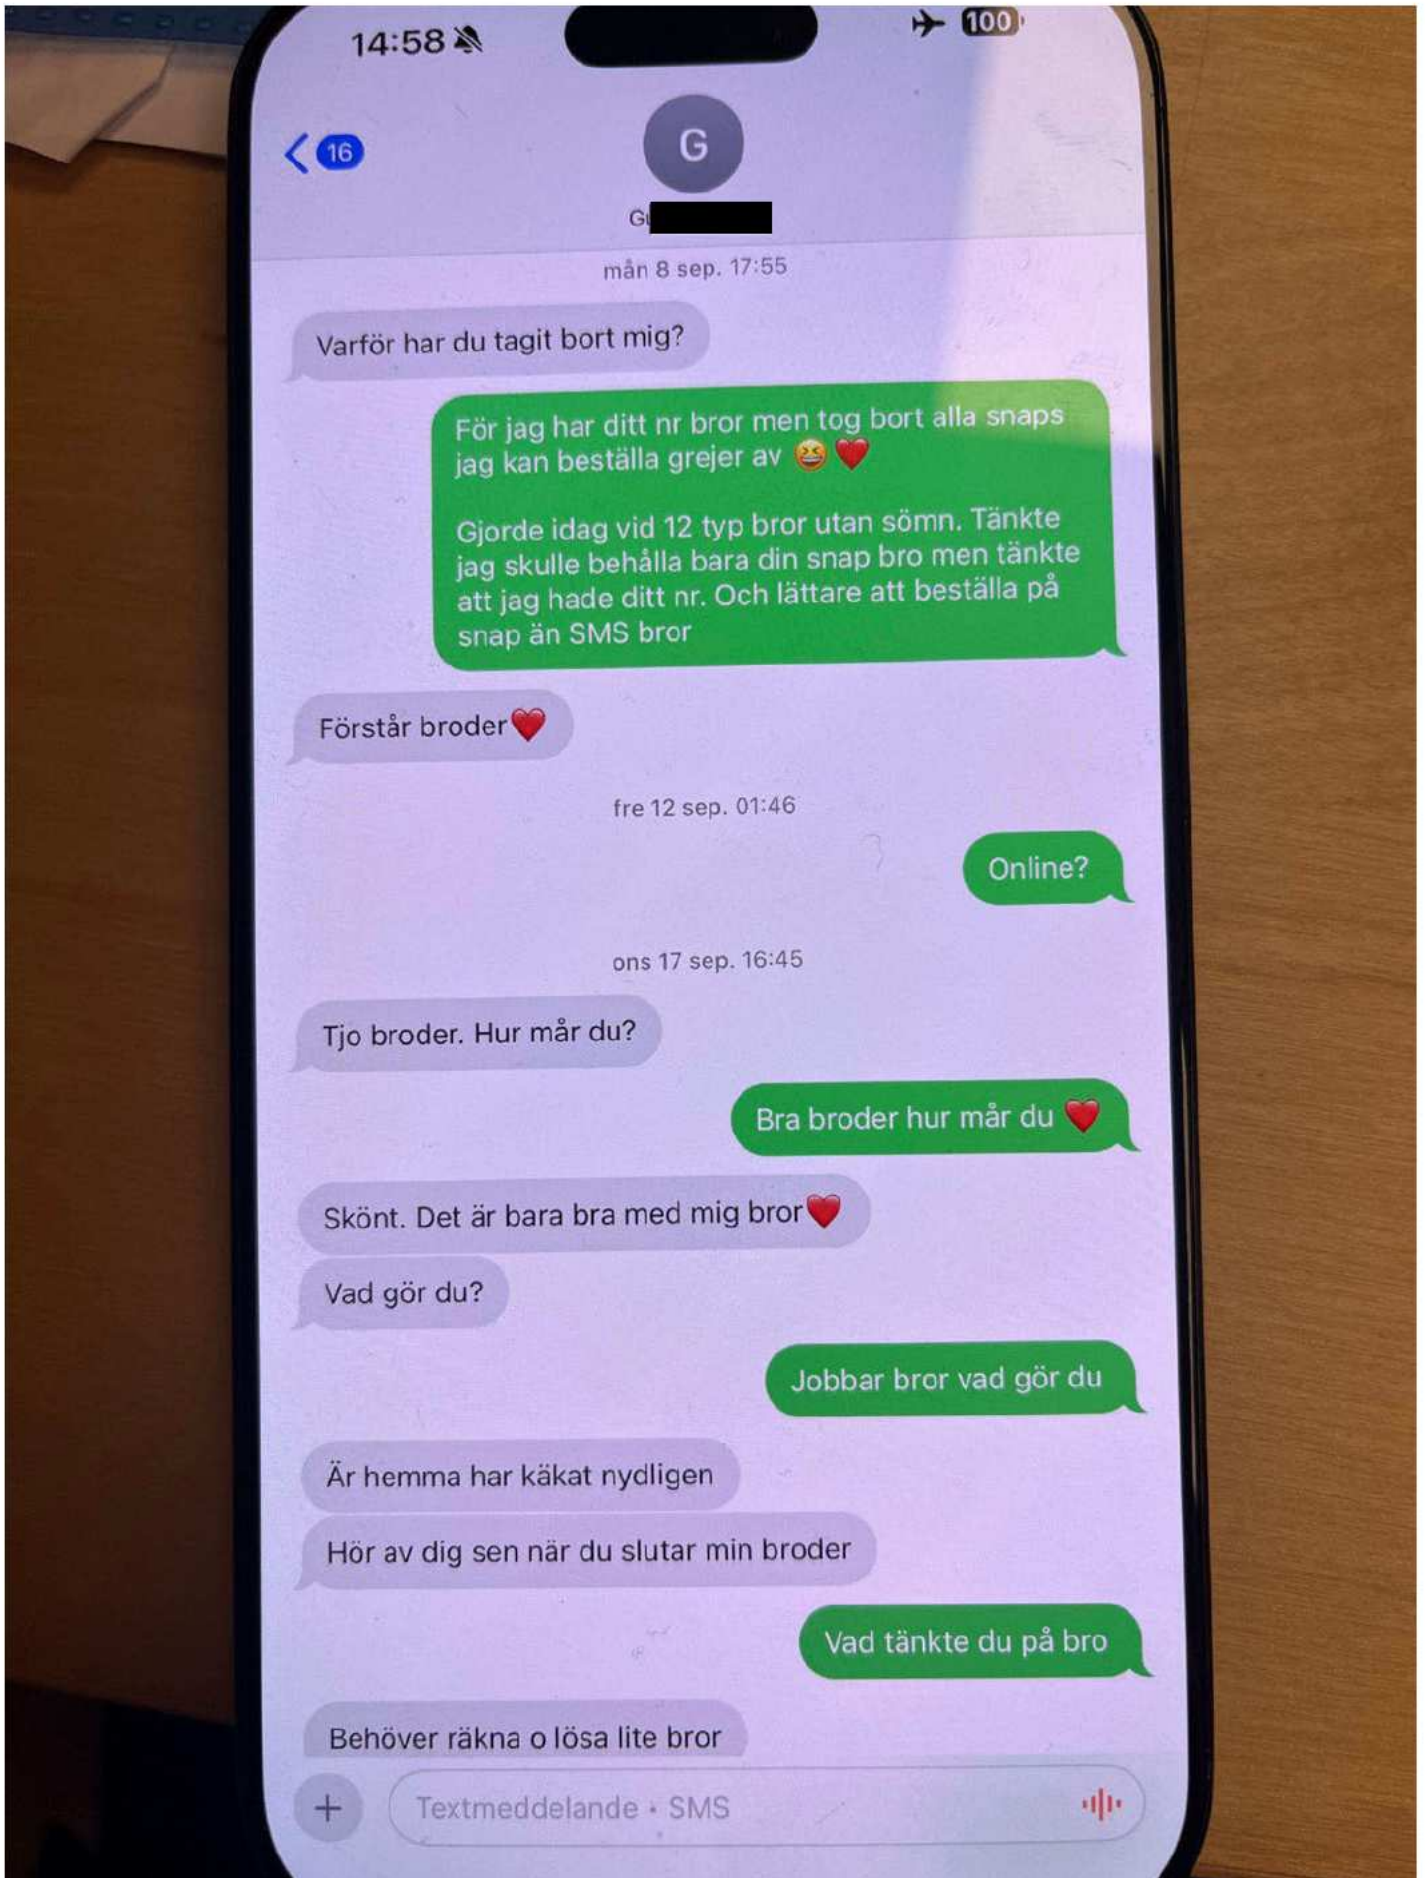 14:58
100
16
G
G
mån 8 sep. 17:55
Varför har du tagit bort mig?
För jag har ditt nr bror men tog bort alla snaps
jag kan beställa grejer av 😆❤️
Gjorde idag vid 12 typ bror utan sömn. Tänkte
jag skulle behålla bara din snap bro men tänkte
att jag hade ditt nr. Och lättare att beställa på
snap än SMS bror
Förstår broder❤️
fre 12 sep. 01:46
Online?
ons 17 sep. 16:45
Tjo broder. Hur mår du?
Bra broder hur mår du ❤️
Skönt. Det är bara bra med mig bror❤️
Vad gör du?
Jobbar bror vad gör du
Är hemma har käkat nydligen
Hör av dig sen när du slutar min broder
Vad tänkte du på bro
Behöver räkna o lösa lite bror
Textmeddelande • SMS